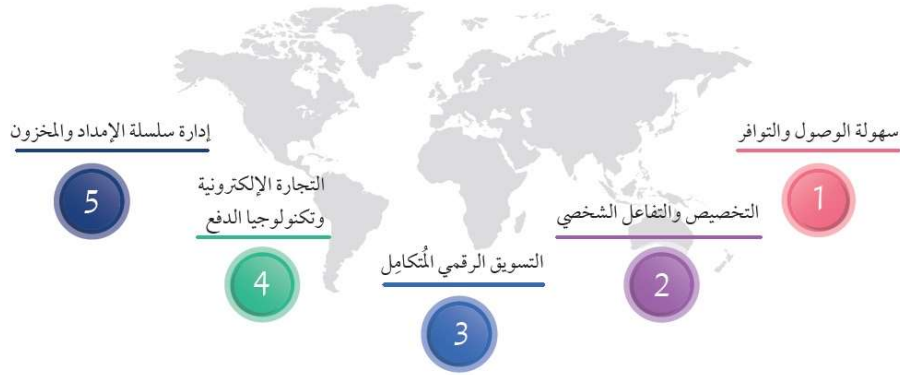 سهولة الوصول والتوافر
1
التخصيص والتفاعل الشخصي
2
التسويق الرقمي المُتكامِل
3
التجارة الإلكترونية
وتكنولوجيا الدفع
4
إدارة سلسلة الإمداد والمخزون
5